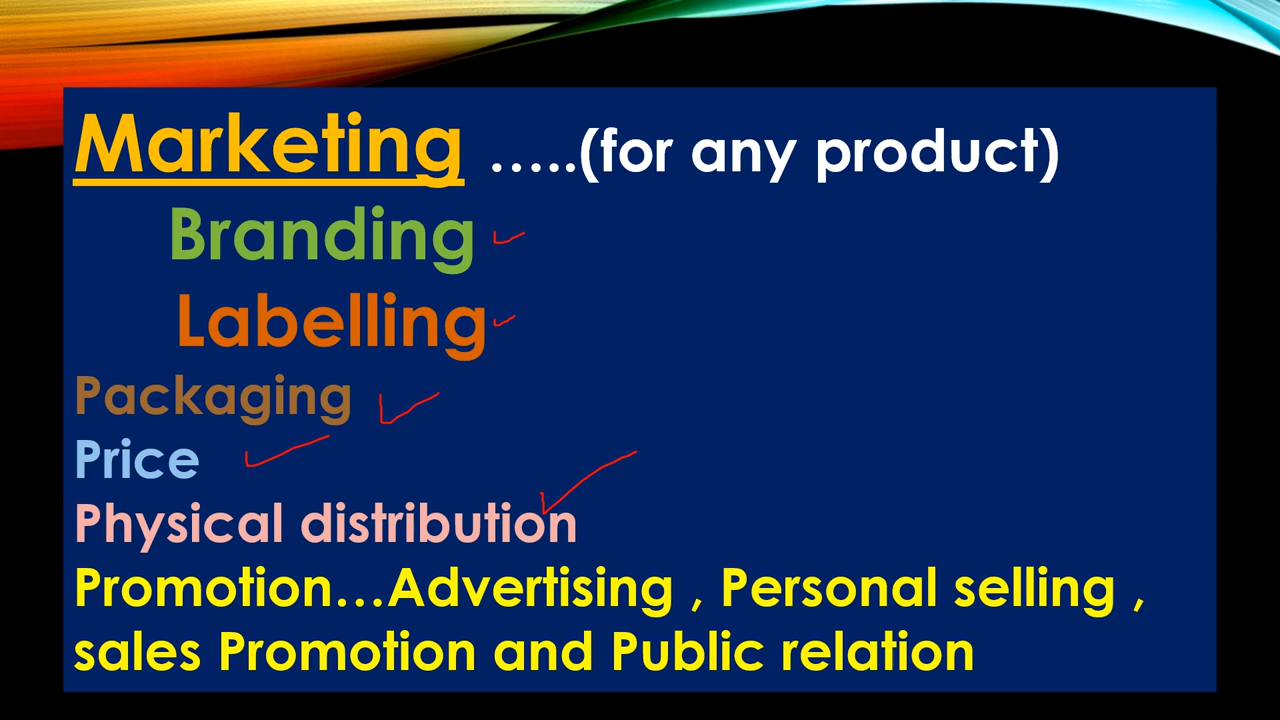 Marketing …..(for any product)
Branding
Labelling
Packaging
Price
Physical distribution
Promotion…Advertising , Personal selling ,
sales Promotion and Public relation